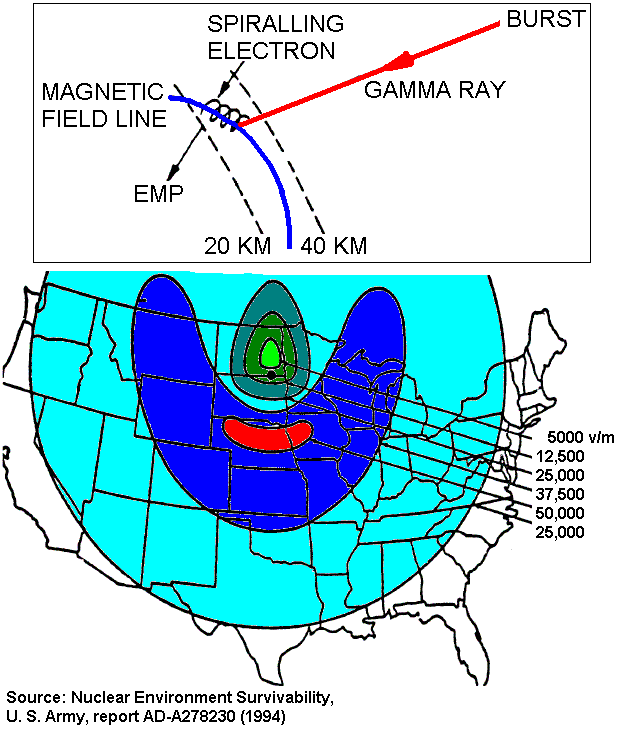 BURST
SPIRALLING
ELECTRON
GAMMA RAY
MAGNETIC
FIELD LINE
EMP
20 KM
40 KM
5000 v/m
12,500
25,000
37,500
50,000
25,000
Source: Nuclear Environment Survivability,
U. S. Army, report AD-A278230 (1994)